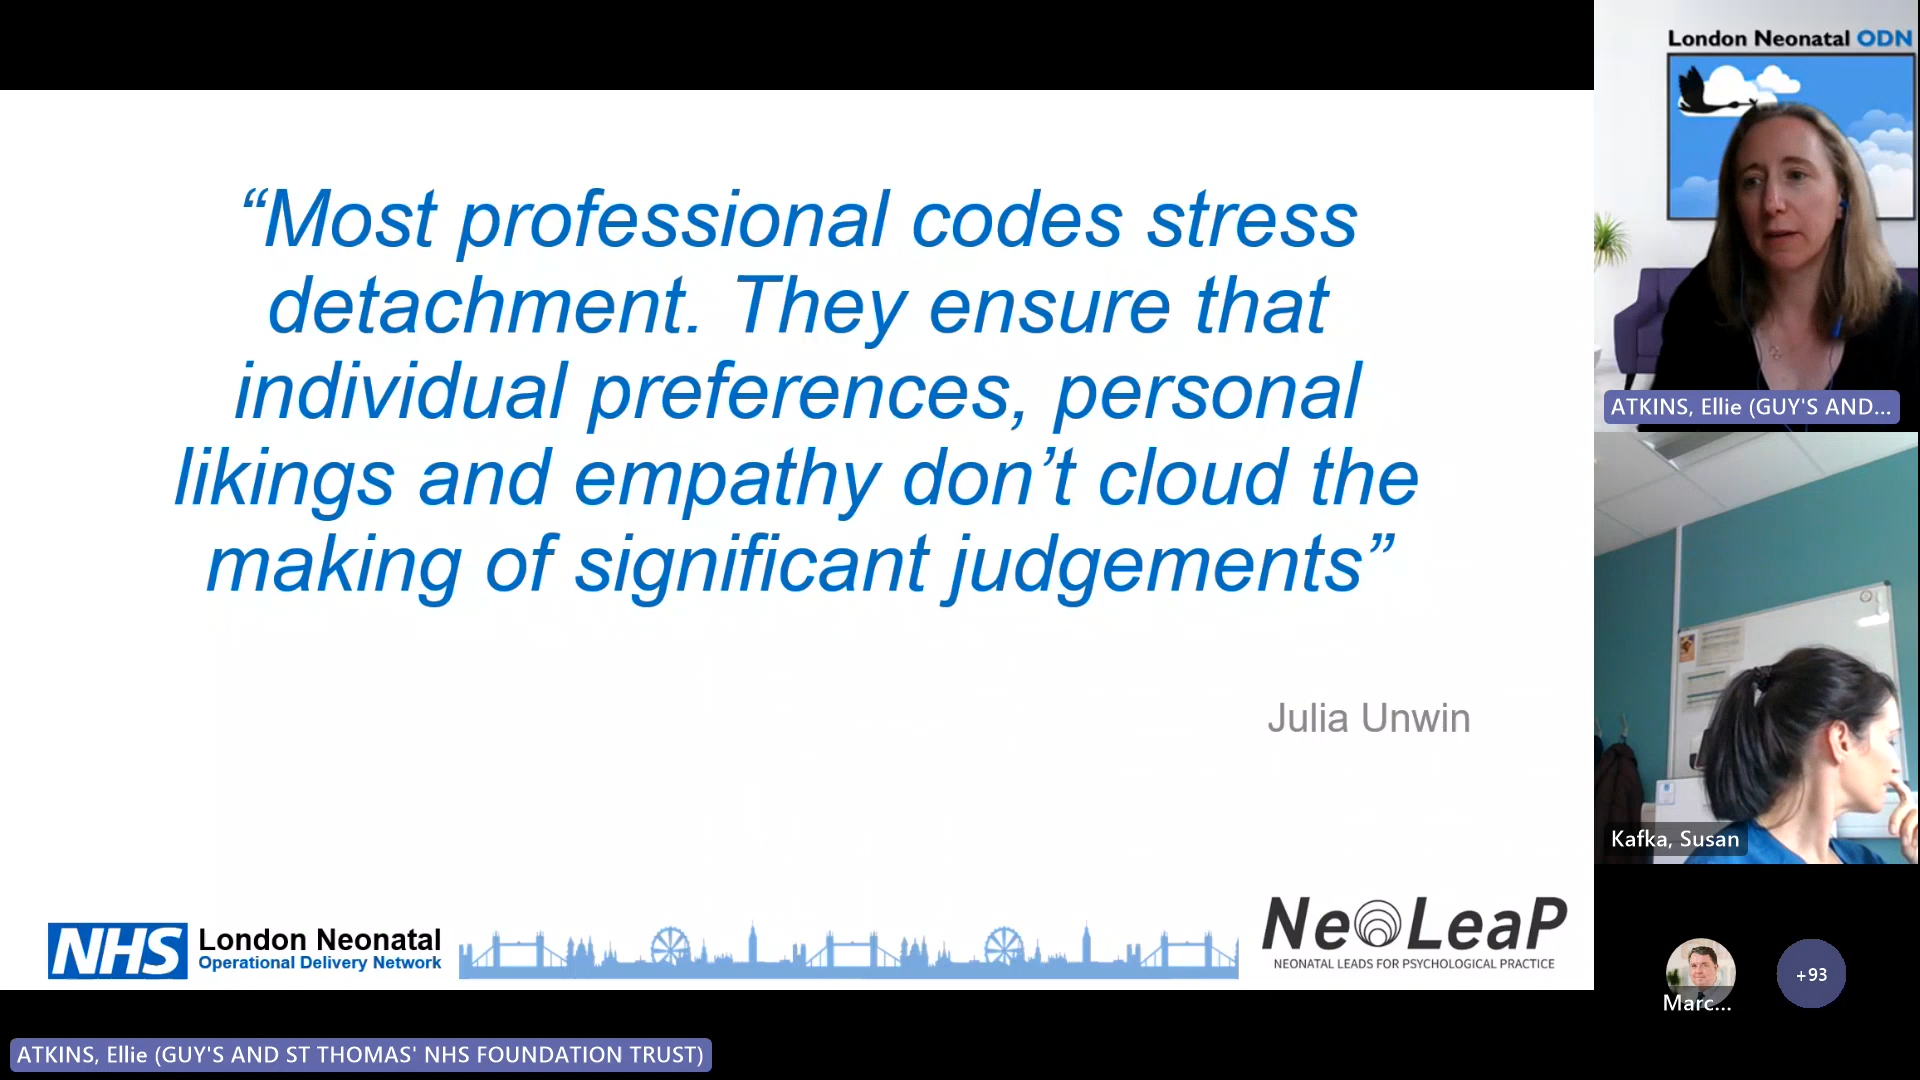 “Most professional codes stress
detachment. They ensure that
individual preferences, personal
likings and empathy don’t cloud the
making of significant judgements”
Julia Unwin
NHS London Neonatal
Operational Delivery Network
NeoLeaP
NEONATAL LEADS FOR PSYCHOLOGICAL PRACTICE
London Neonatal ODN
ATKINS, Ellie (GUY'S AND...
Kafka, Susan
Marc...
+93
ATKINS, Ellie (GUY'S AND ST THOMAS' NHS FOUNDATION TRUST)